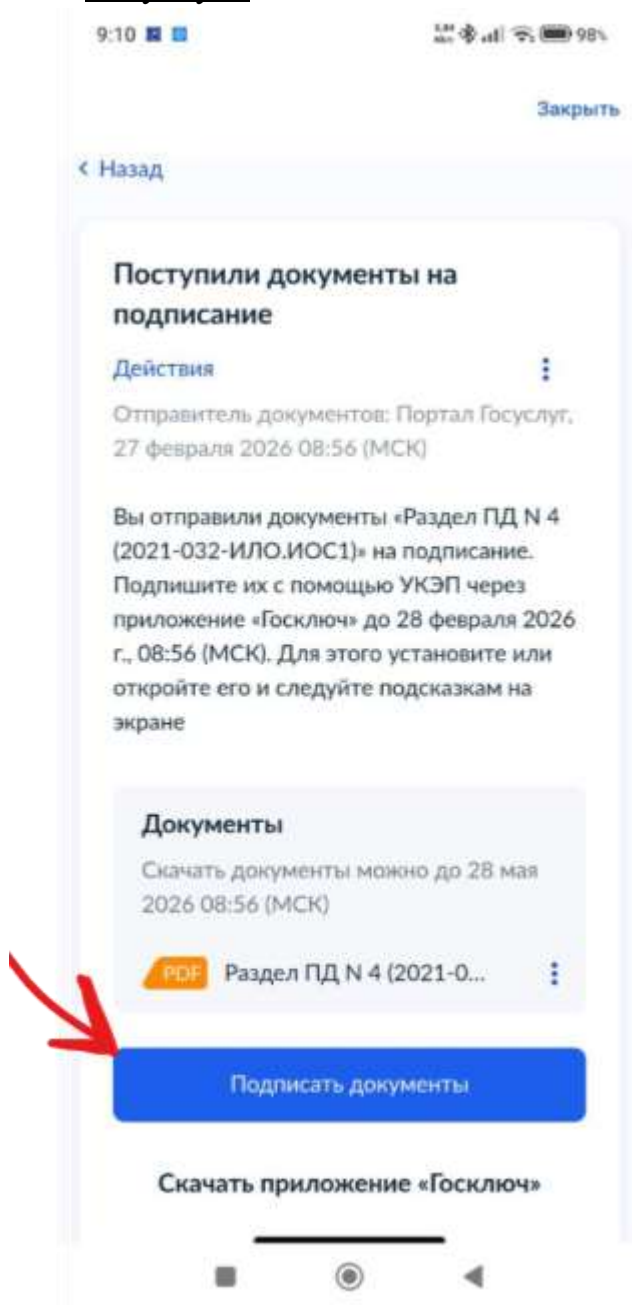 9:10
98%
Закрыть
< Назад
Поступили документы на
подписание
Действия
Отправитель документов: Портал Госуслуг,
27 февраля 2026 08:56 (МСК)
Вы отправили документы «Раздел ПД N 4
(2021-032-ИЛО.ИОС1)» на подписание.
Подпишите их с помощью УКЭП через
приложение «Госключ» до 28 февраля 2026
г., 08:56 (МСК). Для этого установите или
откройте его и следуйте подсказкам на
экране
Документы
Скачать документы можно до 28 мая
2026 08:56 (МСК)
PDF Раздел ПД N 4 (2021-0...
Подписать документы
Скачать приложение «Госключ»